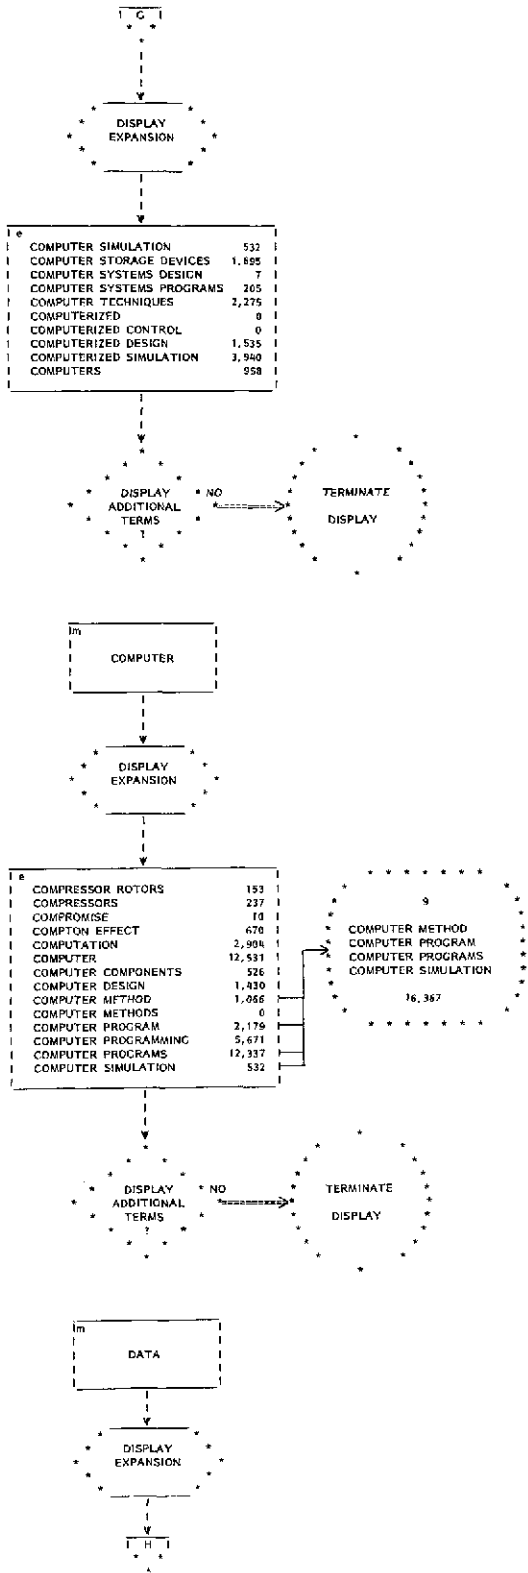 G
DISPLAY
EXPANSION
e
COMPUTER SIMULATION 532
COMPUTER STORAGE DEVICES 1,695
COMPUTER SYSTEMS DESIGN 7
COMPUTER SYSTEMS PROGRAMS 205
COMPUTER TECHNIQUES 2,275
COMPUTERIZED 0
COMPUTERIZED CONTROL 0
COMPUTERIZED DESIGN 1,535
COMPUTERIZED SIMULATION 3,940
COMPUTERS 958
DISPLAY
ADDITIONAL
TERMS
?
NO
TERMINATE
DISPLAY
m
COMPUTER
DISPLAY
EXPANSION
e
COMPRESSOR ROTORS 153
COMPRESSORS 237
COMPROMISE 10
COMPTON EFFECT 670
COMPUTATION 2,904
COMPUTER 12,531
COMPUTER COMPONENTS 526
COMPUTER DESIGN 1,430
COMPUTER METHOD 1,066
COMPUTER METHODS 0
COMPUTER PROGRAM 2,179
COMPUTER PROGRAMMING 5,671
COMPUTER PROGRAMS 12,337
COMPUTER SIMULATION 532
9
COMPUTER METHOD
COMPUTER PROGRAM
COMPUTER PROGRAMS
COMPUTER SIMULATION
16,367
DISPLAY
ADDITIONAL
TERMS
?
NO
TERMINATE
DISPLAY
m
DATA
DISPLAY
EXPANSION
H